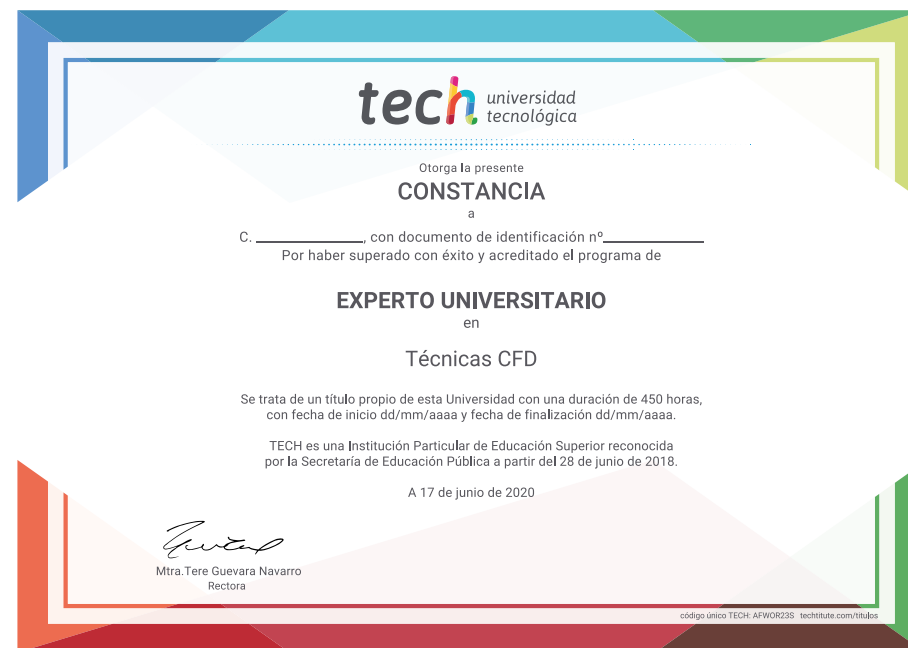 tech universidad
tecnológica
Otorga la presente
CONSTANCIA
a
C. ____________, con documento de identificación nº____________
Por haber superado con éxito y acreditado el programa de
EXPERTO UNIVERSITARIO
en
Técnicas CFD
Se trata de un título propio de esta Universidad con una duración de 450 horas,
con fecha de inicio dd/mm/aaaa y fecha de finalización dd/mm/aaaa.
TECH es una Institución Particular de Educación Superior reconocida
por la Secretaría de Educación Pública a partir del 28 de junio de 2018.
A 17 de junio de 2020
Mtra.Tere Guevara Navarro
Rectora
código único TECH: AFWOR23S techtitute.com/titulos